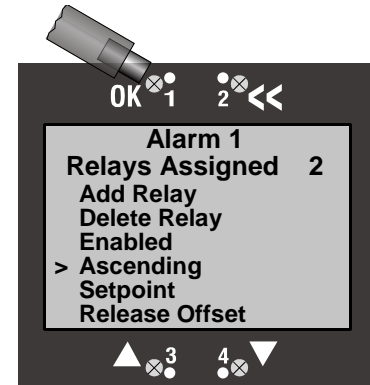 OK 1 2 <<
Alarm 1
Relays Assigned 2
Add Relay
Delete Relay
Enabled
> Ascending
Setpoint
Release Offset
3 4